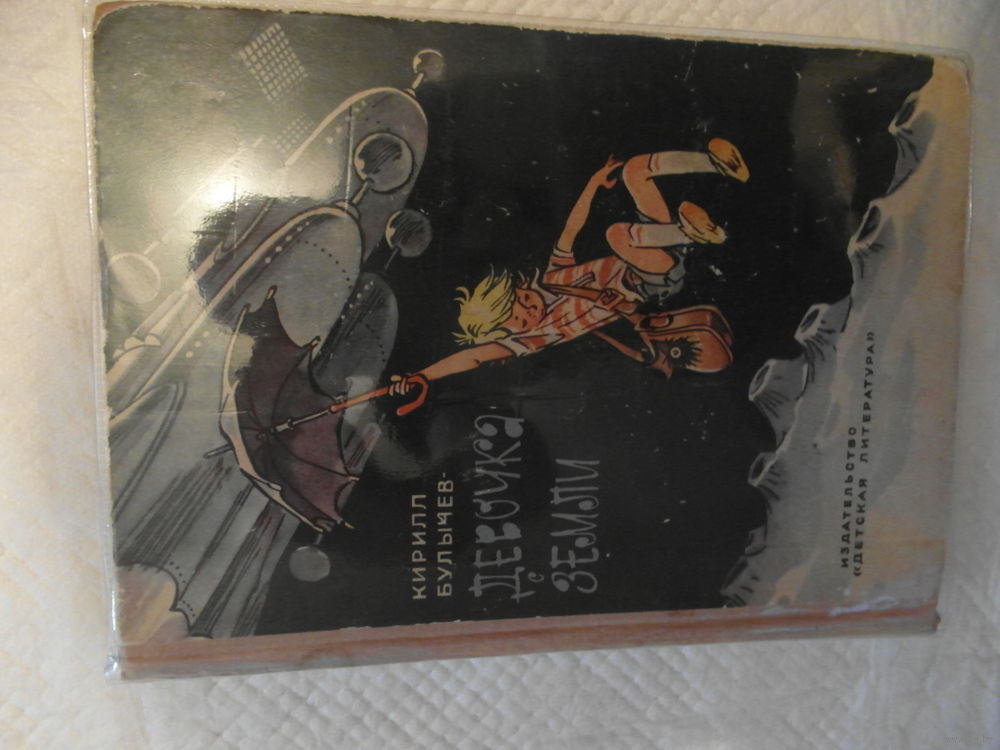 КИРИЛЛ
БУЛЫЧЕВ
ДЕВОЧКА
С
ЗЕМЛИ
ИЗДАТЕЛЬСТВО
«ДЕТСКАЯ ЛИТЕРАТУРА»